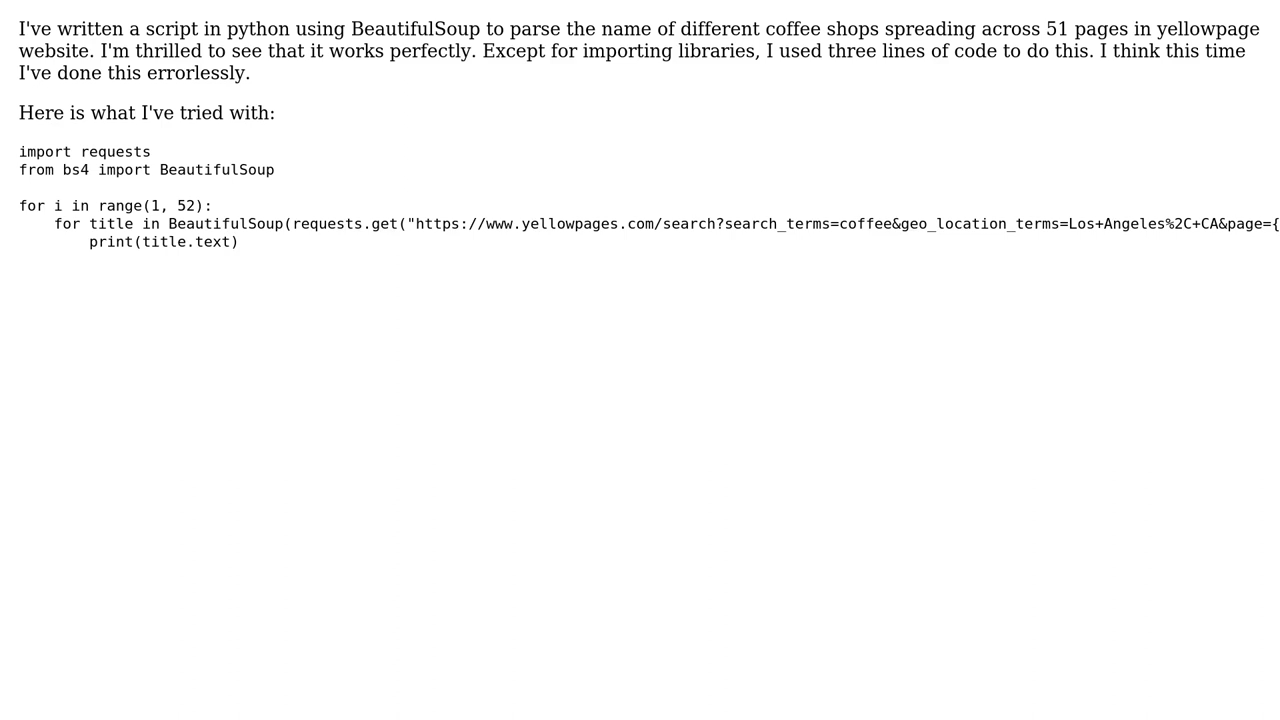 I've written a script in python using BeautifulSoup to parse the name of different coffee shops spreading across 51 pages in yellowpage
website. I'm thrilled to see that it works perfectly. Except for importing libraries, I used three lines of code to do this. I think this time
I've done this errorlessly.
Here is what I've tried with:
import requests
from bs4 import BeautifulSoup
for i in range(1, 52):
    for title in BeautifulSoup(requests.get("https://www.yellowpages.com/search?search_terms=coffee&geo_location_terms=Los+Angeles%2C+CA&page={
        print(title.text)